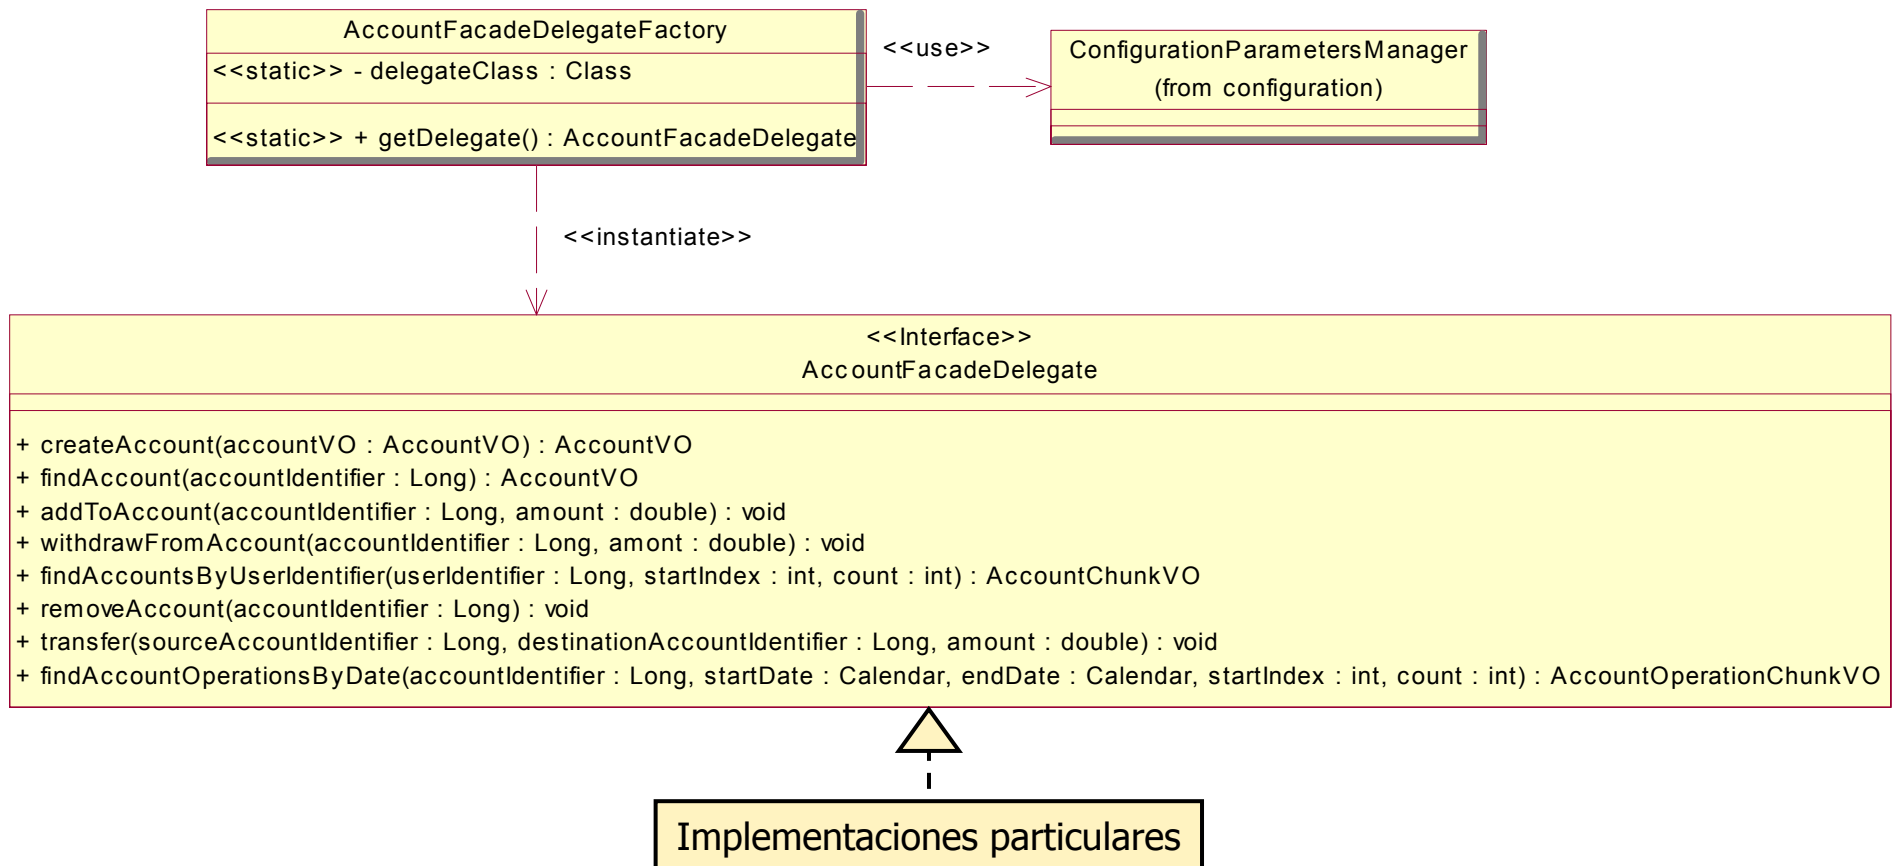 AccountFacadeDelegateFactory
<<static>> - delegateClass : Class
<<static>> + getDelegate() : AccountFacadeDelegate
<<use>>
ConfigurationParametersManager
(from configuration)
<<instantiate>>
<<Interface>>
AccountFacadeDelegate
+ createAccount(accountVO : AccountVO) : AccountVO
+ findAccount(accountIdentifier : Long) : AccountVO
+ addToAccount(accountIdentifier : Long, amount : double) : void
+ withdrawFromAccount(accountIdentifier : Long, amont : double) : void
+ findAccountsByUserIdentifier(userIdentifier : Long, startIndex : int, count : int) : AccountChunkVO
+ removeAccount(accountIdentifier : Long) : void
+ transfer(sourceAccountIdentifier : Long, destinationAccountIdentifier : Long, amount : double) : void
+ findAccountOperationsByDate(accountIdentifier : Long, startDate : Calendar, endDate : Calendar, startIndex : int, count : int) : AccountOperationChunkVO
Implementaciones particulares